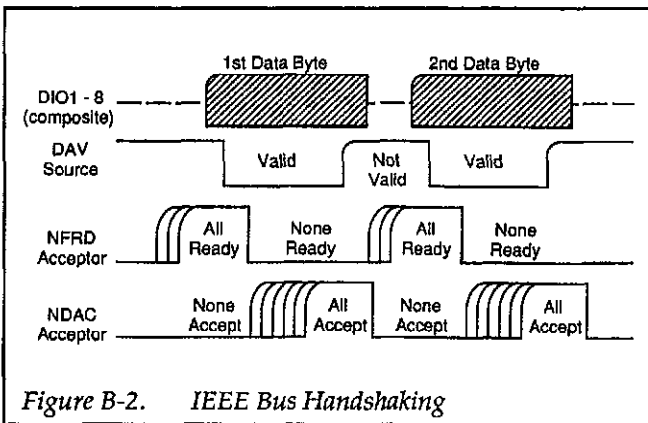 1st Data Byte 2nd Data Byte
DIO1 - 8
(composite)
DAV
Source
Valid
Not
Valid
Valid
NFRD
Acceptor
All
Ready
None
Ready
All
Ready
None
Ready
NDAC
Acceptor
None
Accept
All
Accept
None
Accept
All
Accept
Figure B-2. IEEE Bus Handshaking